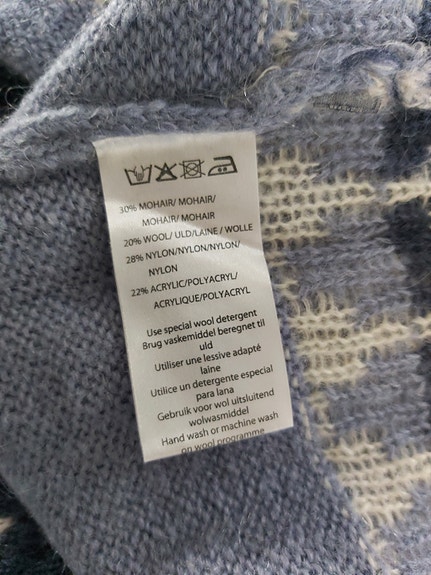 30% MOHAIR/ MOHAIR/
MOHAIR/ MOHAIR
20% WOOL/ ULD/LAINE / WOLLE
28% NYLON/NYLON/NYLON/
NYLON
22% ACRYLIC/POLYACRYL/
ACRYLIQUE/POLYACRYL
Use special wool detergent
Brug vaskemiddel beregnet til
uld
Utiliser une lessive adapté
laine
Utilice un detergente especial
para lana
Gebruik voor wol uitsluitend
wolwasmiddel
Hand wash or machine wash
on wool programme